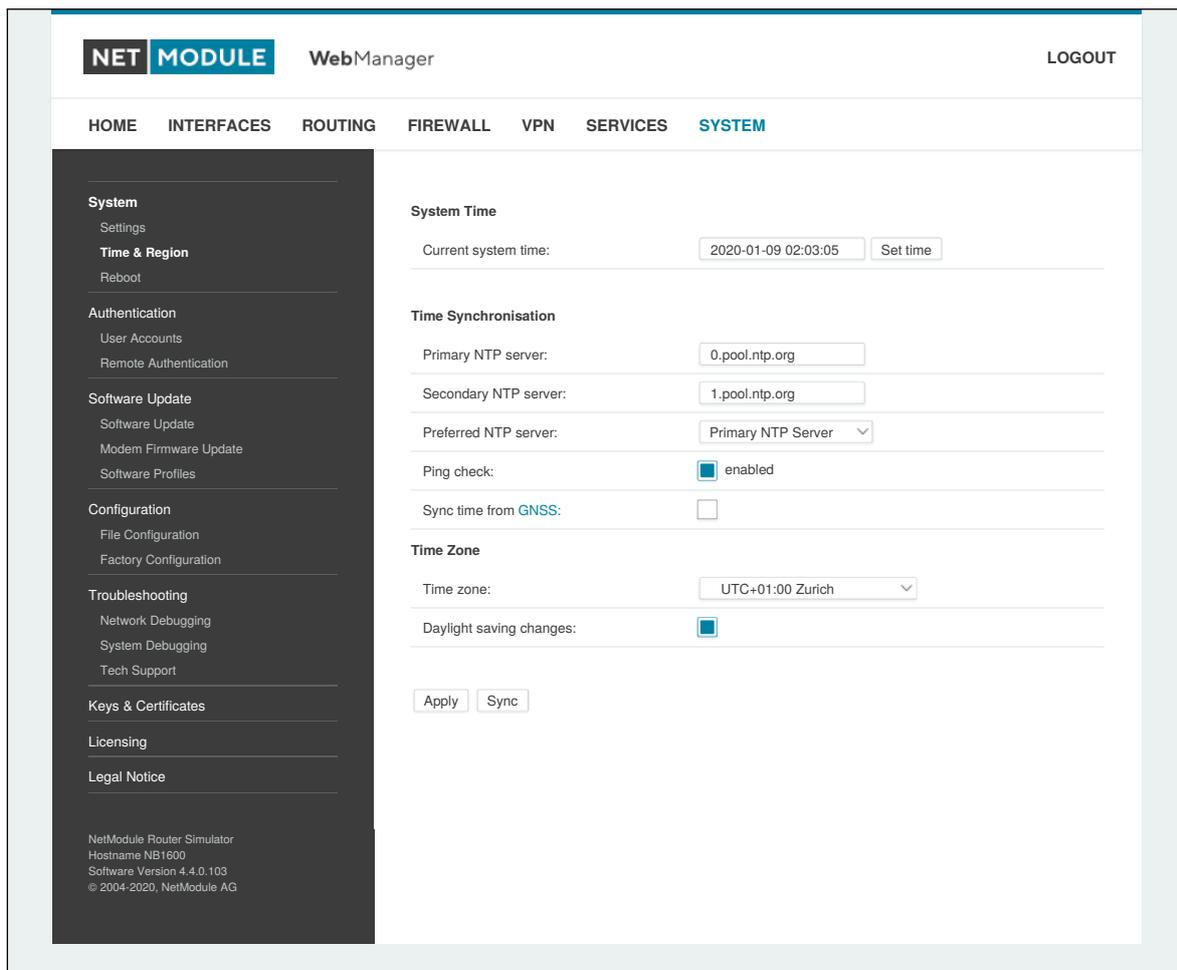 NET MODULE WebManager LOGOUT
HOME INTERFACES ROUTING FIREWALL VPN SERVICES SYSTEM
System
Settings
Time & Region
Reboot
Authentication
User Accounts
Remote Authentication
Software Update
Software Update
Modem Firmware Update
Software Profiles
Configuration
File Configuration
Factory Configuration
Troubleshooting
Network Debugging
System Debugging
Tech Support
Keys & Certificates
Licensing
Legal Notice
NetModule Router Simulator
Hostname NB1600
Software Version 4.4.0.103
© 2004-2020, NetModule AG
System Time
Current system time: 2020-01-09 02:03:05 Set time
Time Synchronisation
Primary NTP server: 0.pool.ntp.org
Secondary NTP server: 1.pool.ntp.org
Preferred NTP server: Primary NTP Server
Ping check: enabled
Sync time from GNSS:
Time Zone
Time zone: UTC+01:00 Zurich
Daylight saving changes:
Apply Sync